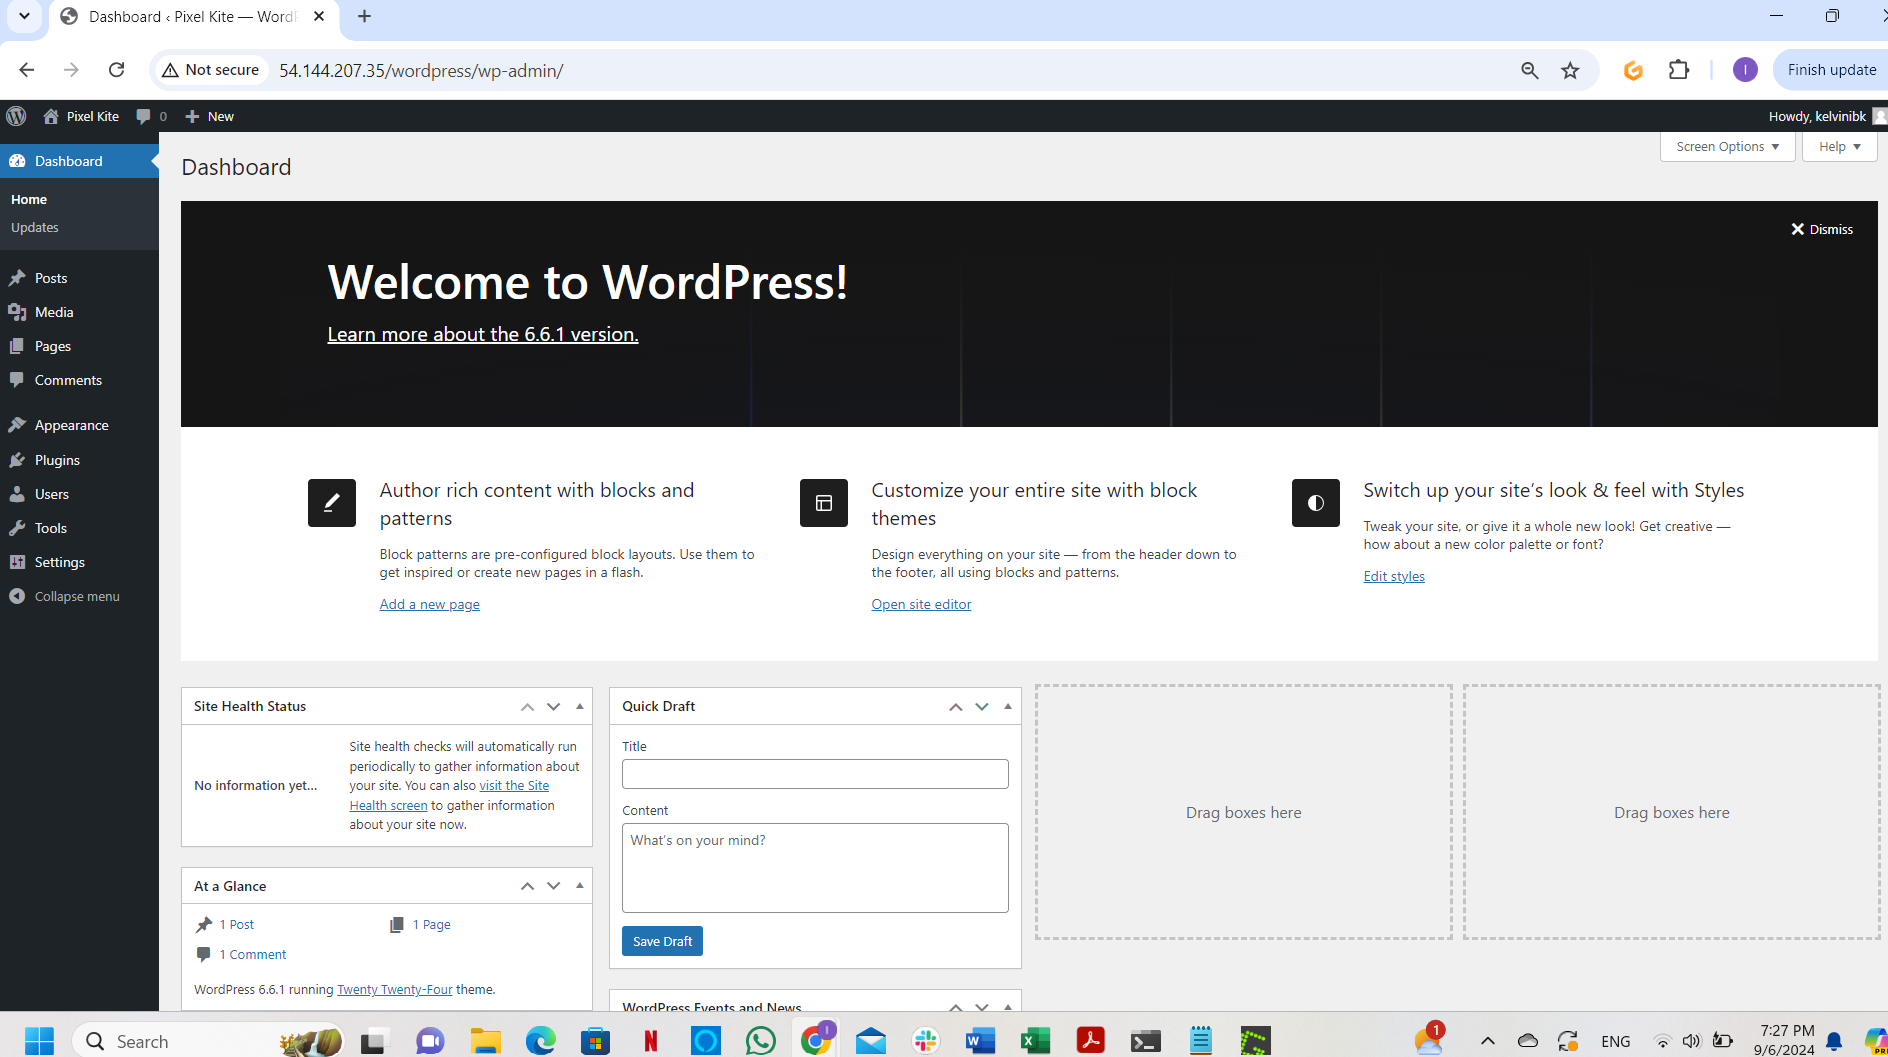 Dashboard ‹ Pixel Kite — WordP
Not secure
54.144.207.35/wordpress/wp-admin/
I
Finish update
Pixel Kite
0
New
Howdy, kelvinibk
Dashboard
Home
Updates
Posts
Media
Pages
Comments
Appearance
Plugins
Users
Tools
Settings
Collapse menu
Screen Options
Help
Dashboard
Dismiss
Welcome to WordPress!
Learn more about the 6.6.1 version.
Author rich content with blocks and
patterns
Block patterns are pre-configured block layouts. Use them to
get inspired or create new pages in a flash.
Add a new page
Customize your entire site with block
themes
Design everything on your site — from the header down to
the footer, all using blocks and patterns.
Open site editor
Switch up your site’s look & feel with Styles
Tweak your site, or give it a whole new look! Get creative —
how about a new color palette or font?
Edit styles
Site Health Status
No information yet…
Site health checks will automatically run
periodically to gather information about
your site. You can also visit the Site
Health screen to gather information
about your site now.
At a Glance
1 Post
1 Page
1 Comment
WordPress 6.6.1 running Twenty Twenty-Four theme.
Quick Draft
Title
Content
What’s on your mind?
Save Draft
WordPress Events and News
Drag boxes here
Drag boxes here
Search
N
I
W
X
1
ENG
7:27 PM
9/6/2024
PRE